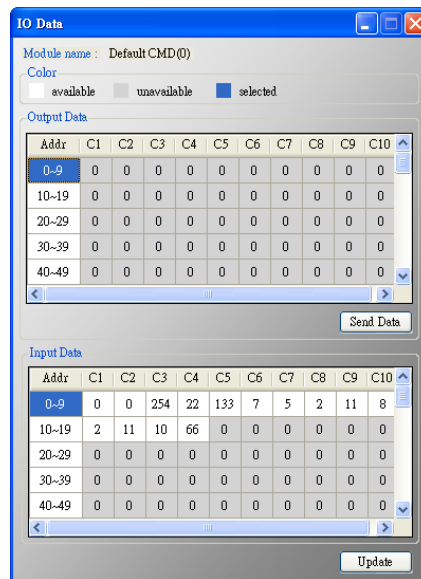 IO Data
Module name : Default CMD(0)
Color
available unavailable selected
Output Data
Addr C1 C2 C3 C4 C5 C6 C7 C8 C9 C10
0~9 0 0 0 0 0 0 0 0 0 0
10~19 0 0 0 0 0 0 0 0 0 0
20~29 0 0 0 0 0 0 0 0 0 0
30~39 0 0 0 0 0 0 0 0 0 0
40~49 0 0 0 0 0 0 0 0 0 0
Send Data
Input Data
Addr C1 C2 C3 C4 C5 C6 C7 C8 C9 C10
0~9 0 0 254 22 133 7 5 2 11 8
10~19 2 11 10 66 0 0 0 0 0 0
20~29 0 0 0 0 0 0 0 0 0 0
30~39 0 0 0 0 0 0 0 0 0 0
40~49 0 0 0 0 0 0 0 0 0 0
Update